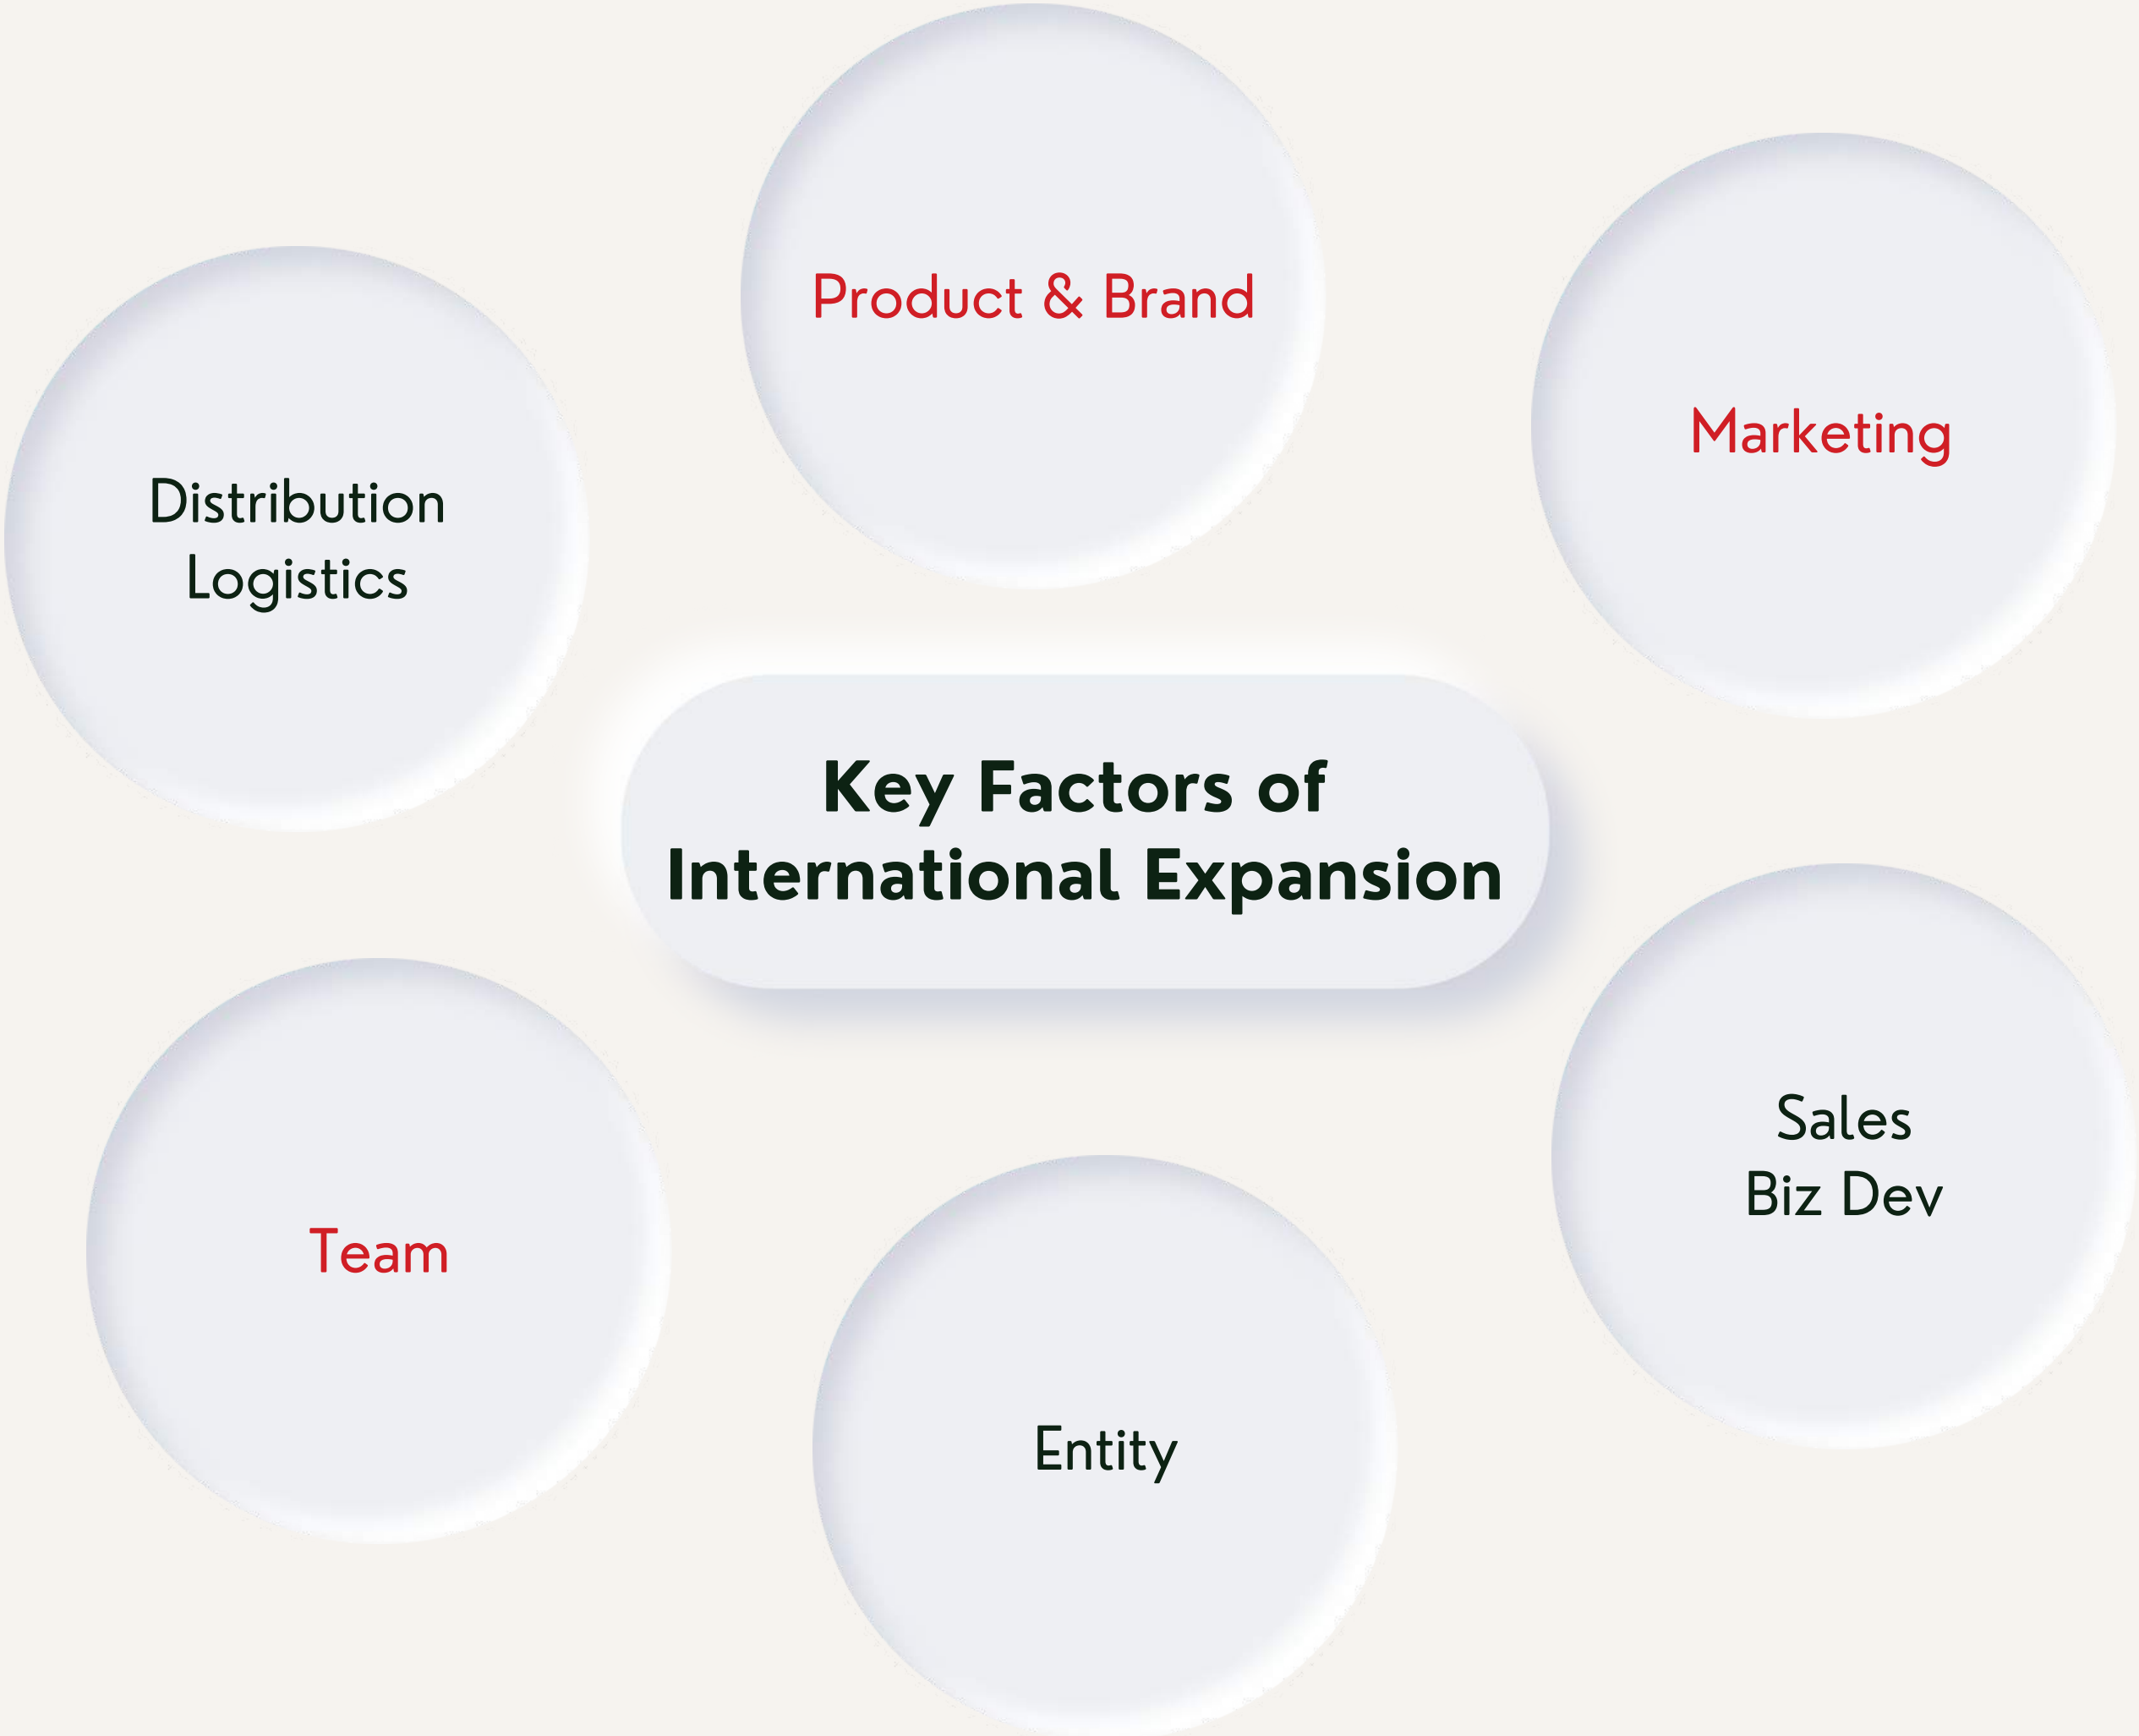 Product & Brand
Marketing
Distribution
Logistics
Key Factors of
International Expansion
Sales
Biz Dev
Team
Entity